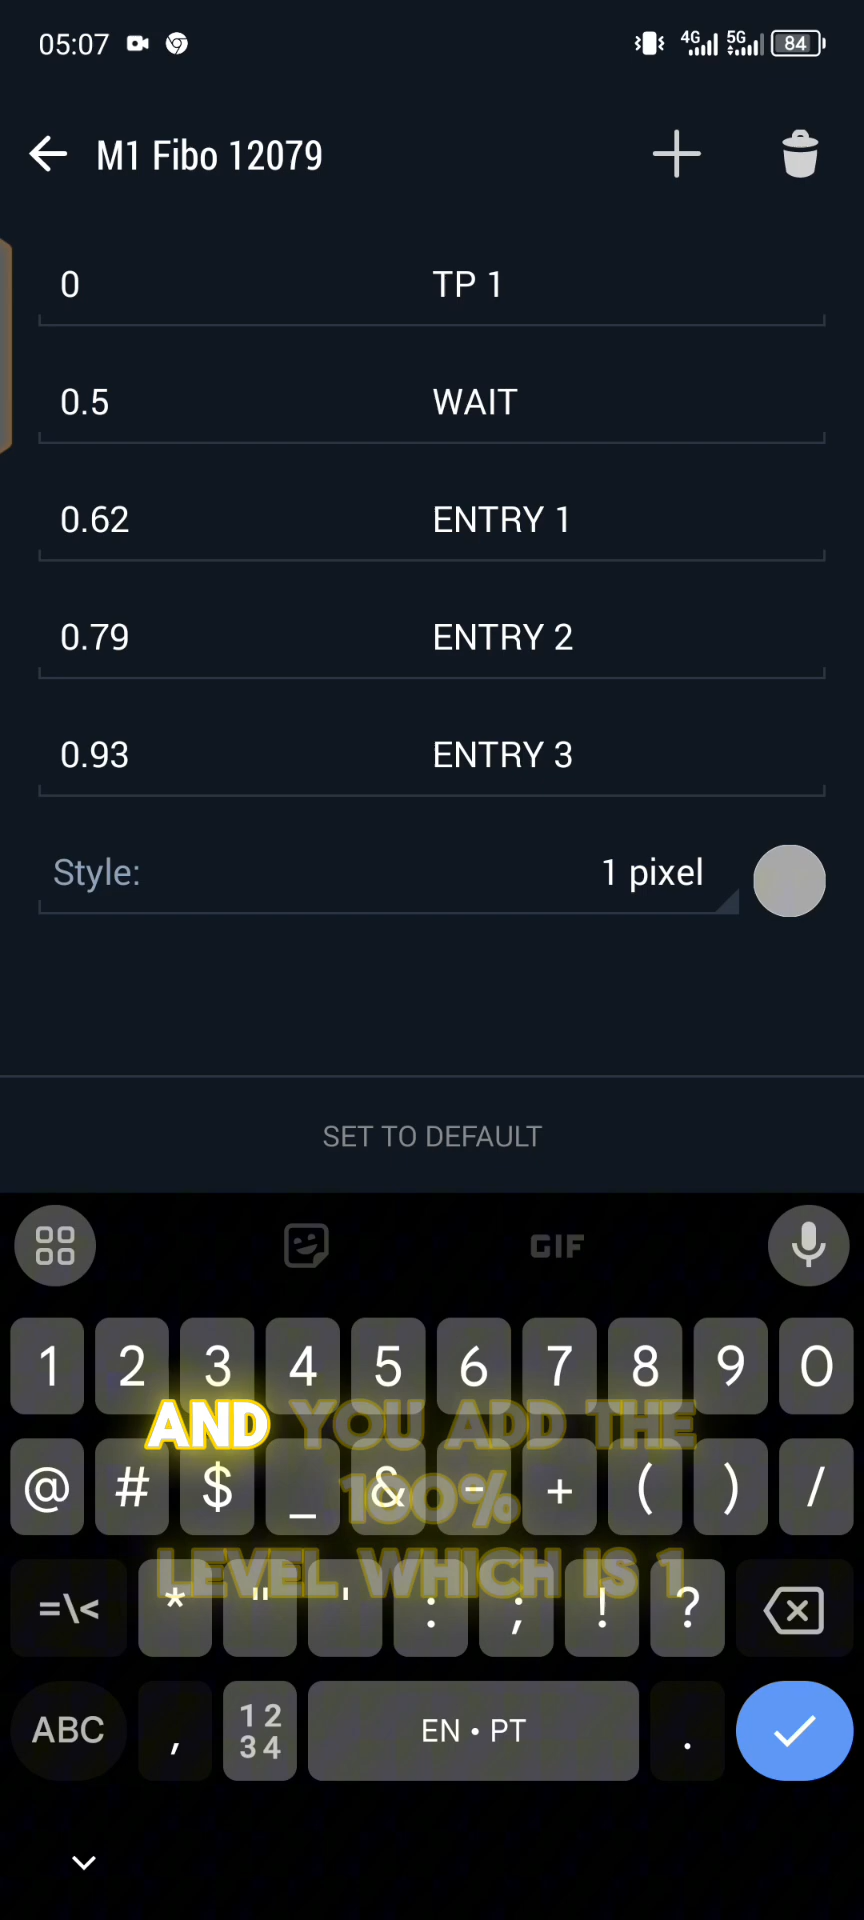 05:07
4G 5G 84
M1 Fibo 12079
0 TP 1
0.5 WAIT
0.62 ENTRY 1
0.79 ENTRY 2
0.93 ENTRY 3
Style: 1 pixel
SET TO DEFAULT
GIF
1 2 3 4 5 6 7 8 9 0
AND YOU ADD THE
100%
LEVEL WHICH IS 1
@ # $ _ & - + ( ) /
=\< * " ' : ; ! ?
ABC , 12 34 EN • PT .